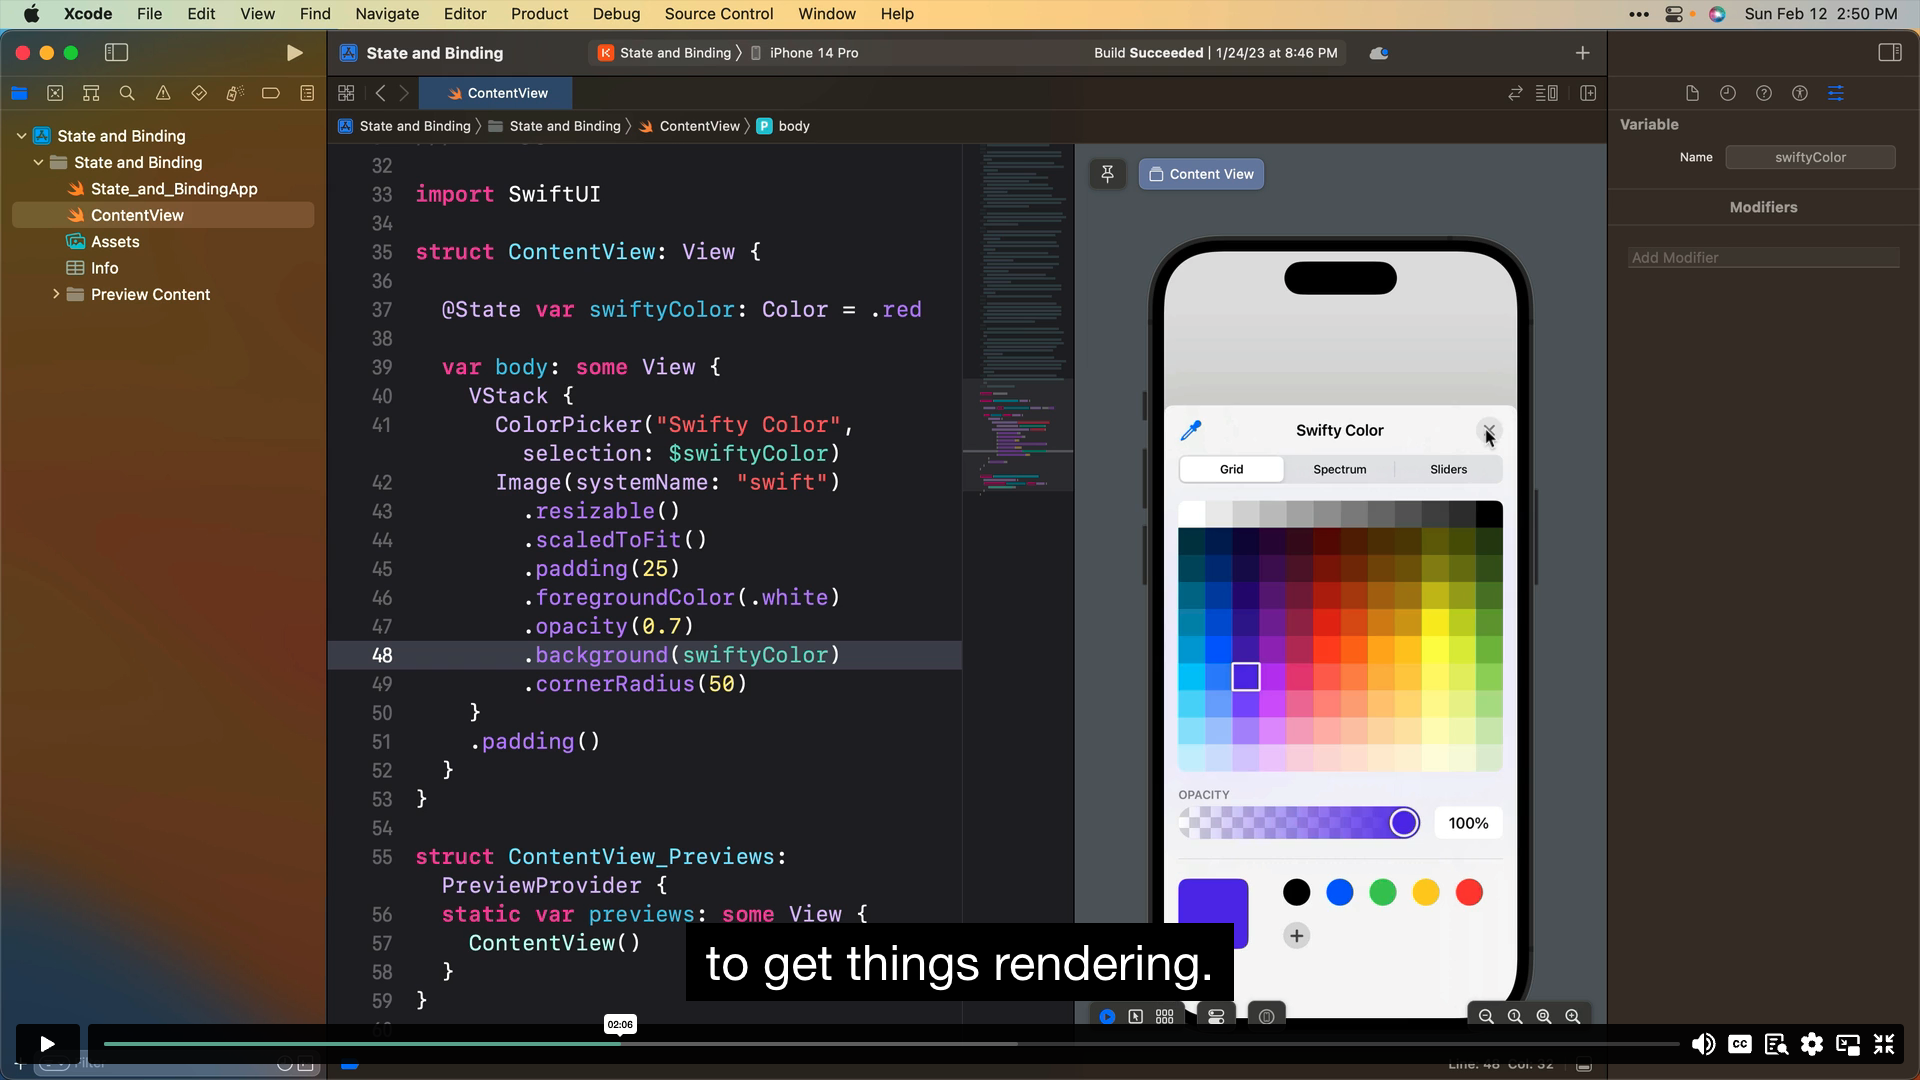 Xcode File Edit View Find Navigate Editor Product Debug Source Control Window Help Sun Feb 12 2:50 PM
State and Binding
State and Binding 〉 iPhone 14 Pro
Build Succeeded | 1/24/23 at 8:46 PM
ContentView
State and Binding 〉 State and Binding 〉 ContentView 〉 P body
State and Binding
State and Binding
State_and_BindingApp
ContentView
Assets
Info
Preview Content
32
33 import SwiftUI
34
35 struct ContentView: View {
36
37 @State var swiftyColor: Color = .red
38
39 var body: some View {
40 VStack {
41 ColorPicker("Swifty Color",
selection: $swiftyColor)
42 Image(systemName: "swift")
43 .resizable()
44 .scaledToFit()
45 .padding(25)
46 .foregroundColor(.white)
47 .opacity(0.7)
48 .background(swiftyColor)
49 .cornerRadius(50)
50 }
51 .padding()
52 }
53 }
54
55 struct ContentView_Previews:
PreviewProvider {
56 static var previews: some View {
57 ContentView()
58 }
59 }
Content View
Swifty Color
Grid Spectrum Sliders
OPACITY
100%
Variable
Name swiftyColor
Modifiers
Add Modifier
to get things rendering.
02:06
CC
Filter
Line: 48 Col: 32